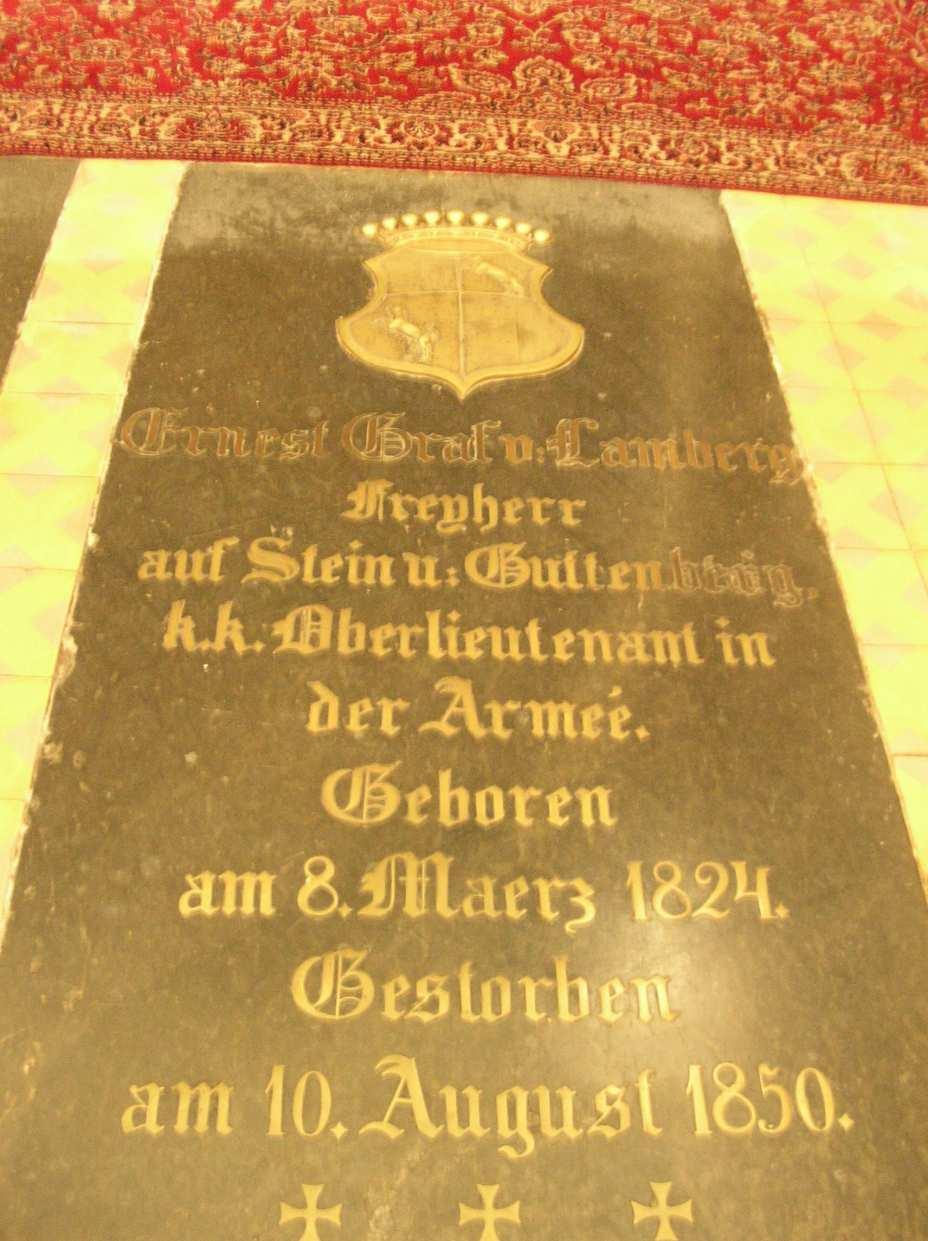 Ernest Graf v: Lamberg
Freyherr
auf Stein u: Guttenberg.
k.k. Oberlieutenant in
der Armeé.
Geboren
am 8. Maerz 1824.
Gestorben
am 10. August 1850.